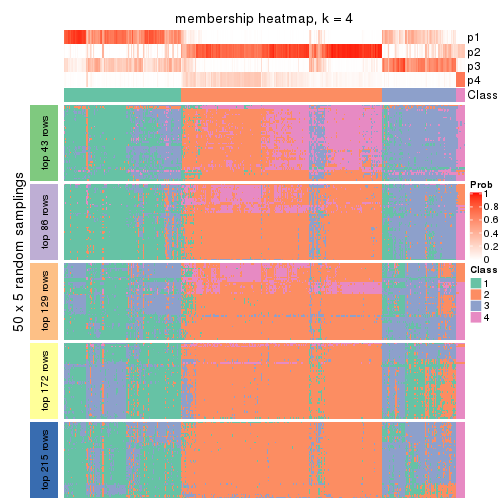 membership heatmap, k = 4
p1
p2
p3
p4
Class
50 x 5 random samplings
top 43 rows
top 86 rows
top 129 rows
top 172 rows
top 215 rows
Prob
1
0.8
0.6
0.4
0.2
0
Class
1
2
3
4